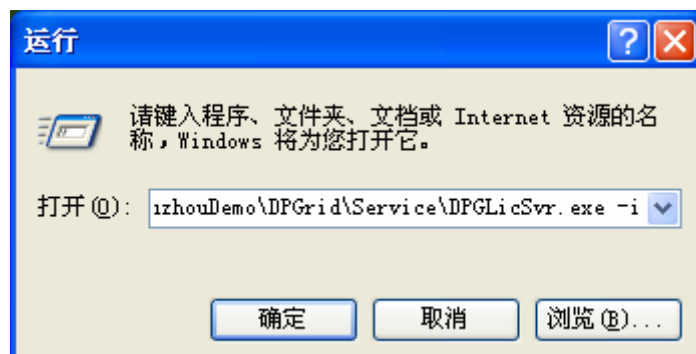 运行
请键入程序、文件夹、文档或 Internet 资源的名
称,Windows 将为您打开它。
打开(O): zhouDemo\DPGrid\Service\DPGLicSvr.exe -i
确定 取消 浏览(B)...